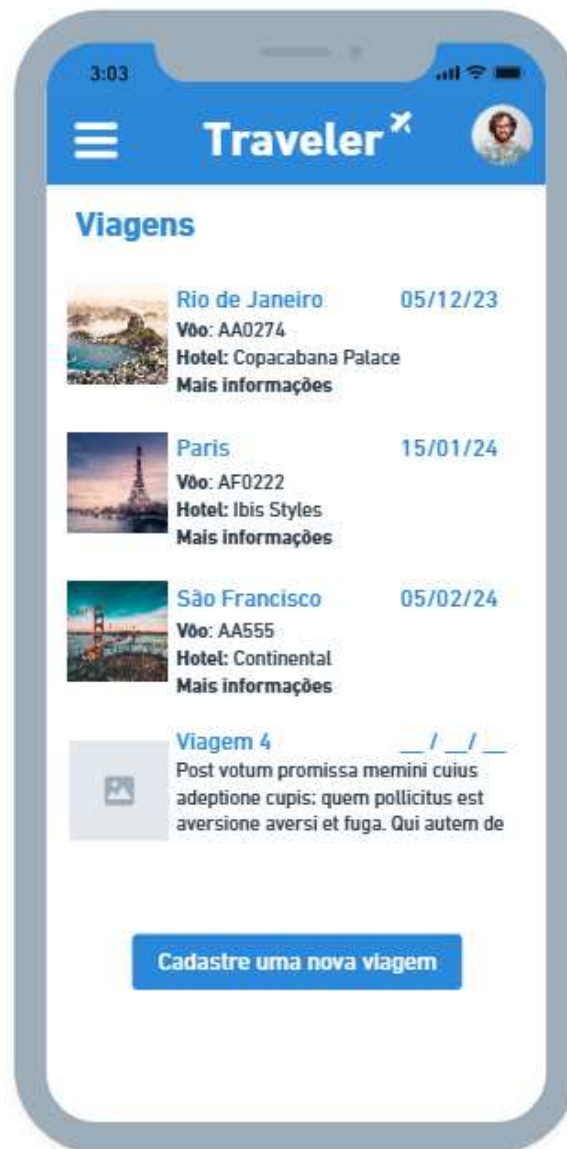 3:03
Traveler
Viagens
Rio de Janeiro 05/12/23
Vôo: AA0274
Hotel: Copacabana Palace
Mais informações
Paris 15/01/24
Vôo: AF0222
Hotel: Ibis Styles
Mais informações
São Francisco 05/02/24
Vôo: AA555
Hotel: Continental
Mais informações
Viagem 4 __ / __/ __
Post votum promissa memini cuius
adeptione cupis; quem pollicitus est
aversione aversi et fuga. Qui autem de
Cadastre uma nova viagem